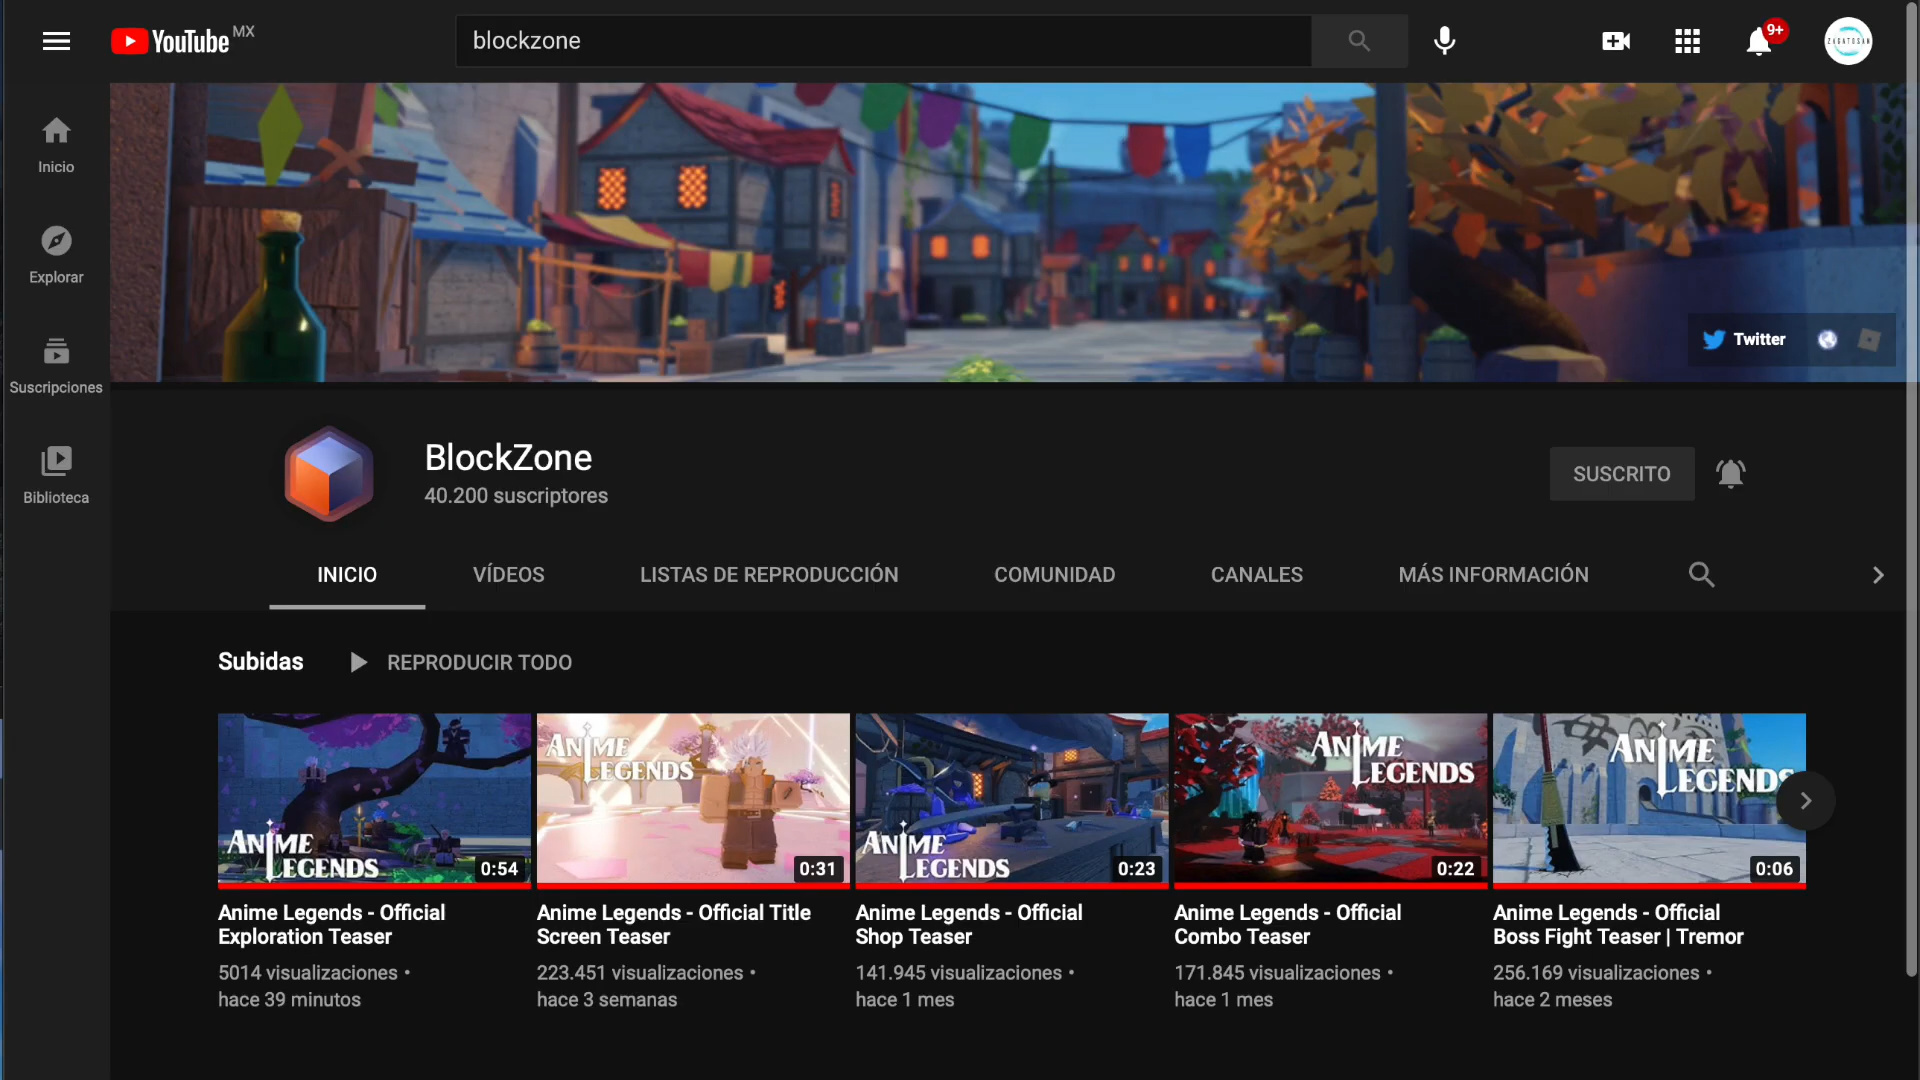 YouTube MX
blockzone
9+
ZAGATOSAN
Inicio
Explorar
Suscripciones
Biblioteca
Twitter
BlockZone
40.200 suscriptores
SUSCRITO
INICIO
VÍDEOS
LISTAS DE REPRODUCCIÓN
COMUNIDAD
CANALES
MÁS INFORMACIÓN
Subidas
REPRODUCIR TODO
ANIME
LEGENDS
0:54
Anime Legends - Official
Exploration Teaser
5014 visualizaciones •
hace 39 minutos
ANIME
LEGENDS
0:31
Anime Legends - Official Title
Screen Teaser
223.451 visualizaciones •
hace 3 semanas
ANIME
LEGENDS
0:23
Anime Legends - Official
Shop Teaser
141.945 visualizaciones •
hace 1 mes
ANIME
LEGENDS
0:22
Anime Legends - Official
Combo Teaser
171.845 visualizaciones •
hace 1 mes
ANIME
LEGENDS
0:06
Anime Legends - Official
Boss Fight Teaser | Tremor
256.169 visualizaciones •
hace 2 meses